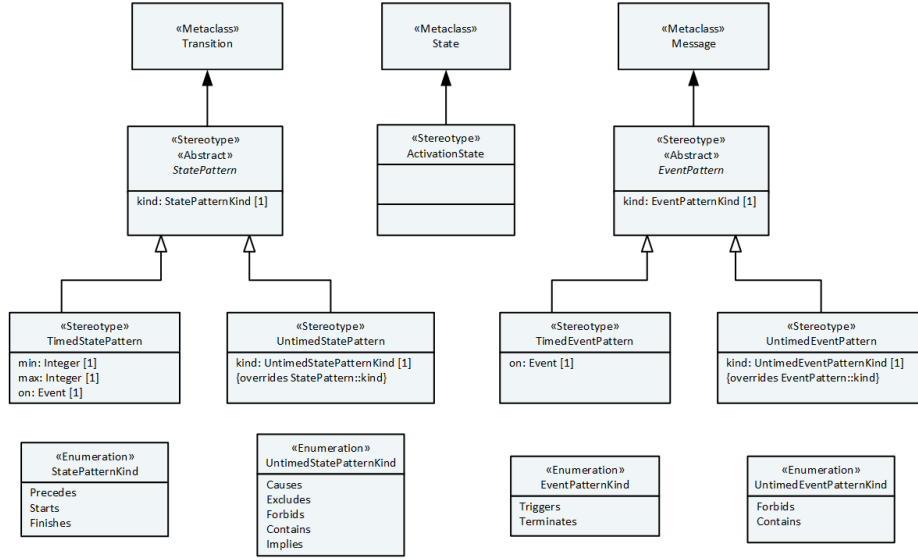 «Metaclass»
Transition
«Metaclass»
State
«Metaclass»
Message
«Stereotype»
«Abstract»
StatePattern
kind: StatePatternKind [1]
«Stereotype»
ActivationState
«Stereotype»
«Abstract»
EventPattern
kind: EventPatternKind [1]
«Stereotype»
TimedStatePattern
min: Integer [1]
max: Integer [1]
on: Event [1]
«Stereotype»
UntimedStatePattern
kind: UntimedStatePatternKind [1]
{overrides StatePattern::kind}
«Stereotype»
TimedEventPattern
on: Event [1]
«Stereotype»
UntimedEventPattern
kind: UntimedEventPatternKind [1]
{overrides EventPattern::kind}
«Enumeration»
StatePatternKind
Precedes
Starts
Finishes
«Enumeration»
UntimedStatePatternKind
Causes
Excludes
Forbids
Contains
Implies
«Enumeration»
EventPatternKind
Triggers
Terminates
«Enumeration»
UntimedEventPatternKind
Forbids
Contains